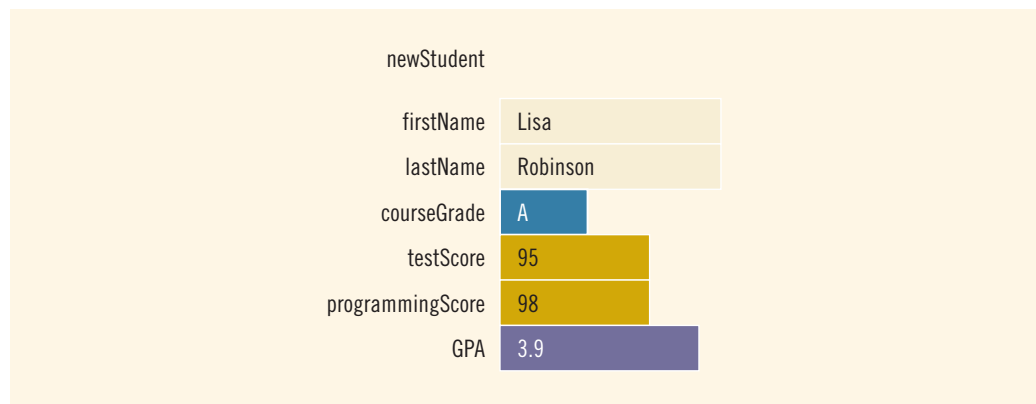 newStudent
firstName Lisa
lastName Robinson
courseGrade A
testScore 95
programmingScore 98
GPA 3.9